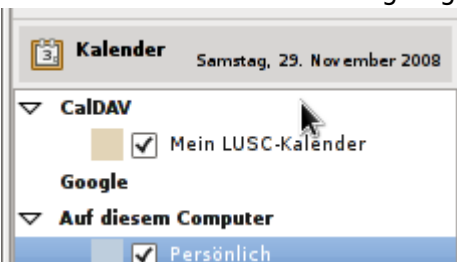 Kalender Samstag, 29. November 2008
CalDAV
Mein LUSC-Kalender
Google
Auf diesem Computer
Persönlich